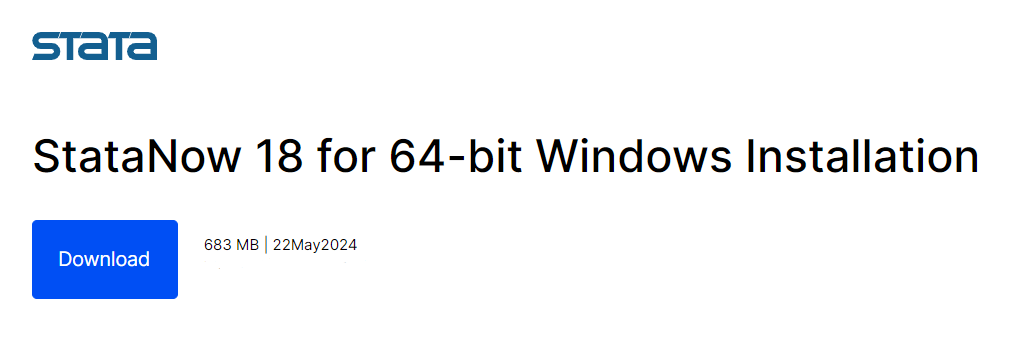 stata
StataNow 18 for 64-bit Windows Installation
Download
683 MB | 22May2024